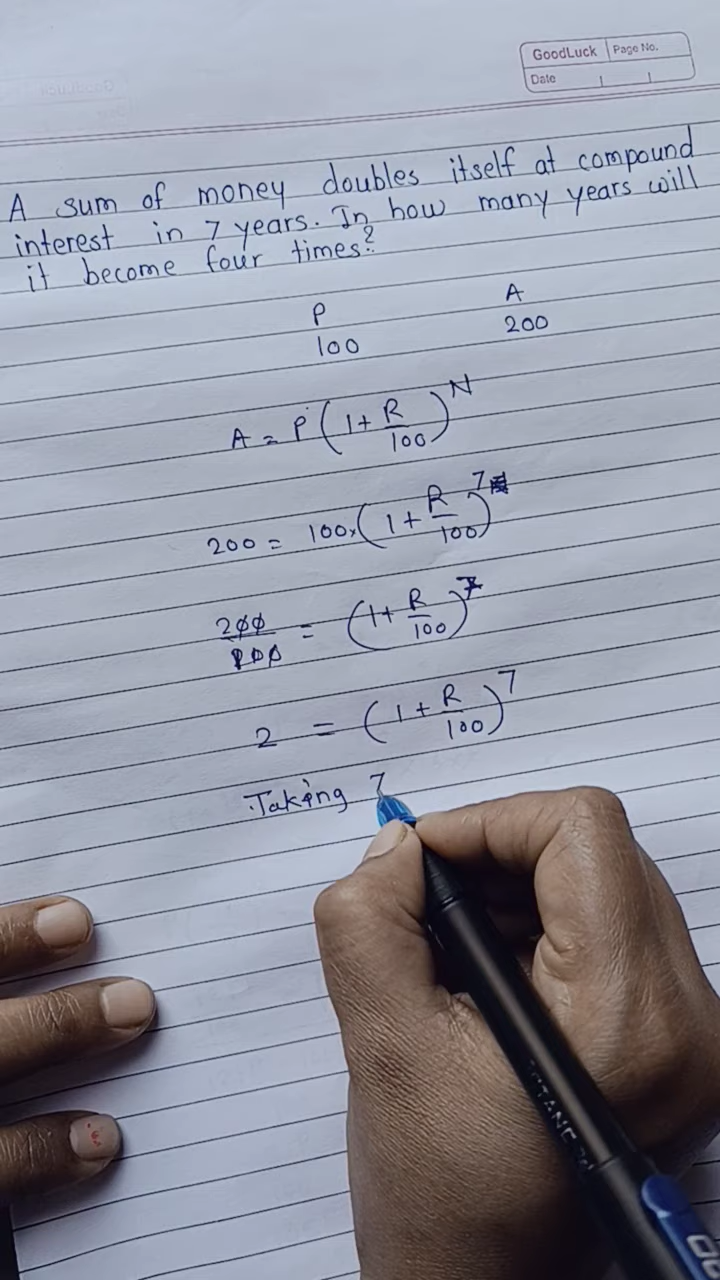 GoodLuck Page No.
Date
A sum of money doubles itself at compound
interest in 7 years. In how many years will
it become four times?
P A
100 200
A = P (1 + R/100)^N
200 = 100 × (1 + R/100)^7
200/100 = (1 + R/100)^7
2 = (1 + R/100)^7
Taking 7